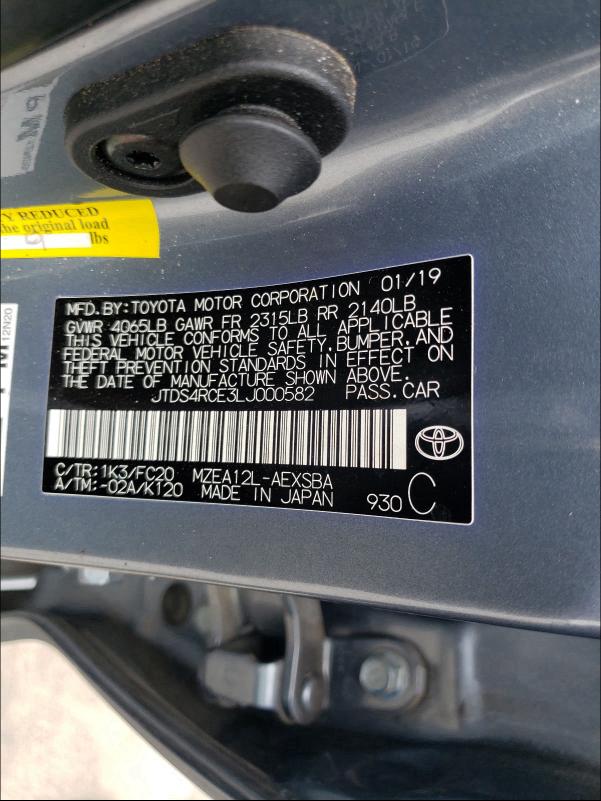 Y REDUCED
the original load
lbs
12N20
MFD.BY:TOYOTA MOTOR CORPORATION 01/19
GVWR 4065LB GAWR FR 2315LB RR 2140LB
THIS VEHICLE CONFORMS TO ALL APPLICABLE
FEDERAL MOTOR VEHICLE SAFETY,BUMPER,AND
THEFT PREVENTION STANDARDS IN EFFECT ON
THE DATE OF MANUFACTURE SHOWN ABOVE.
JTDS4RCE3LJ000582 PASS.CAR
C/TR:1K3/FC20 MZEA12L-AEXSBA
A/TM:-02A/K120 MADE IN JAPAN 930 C